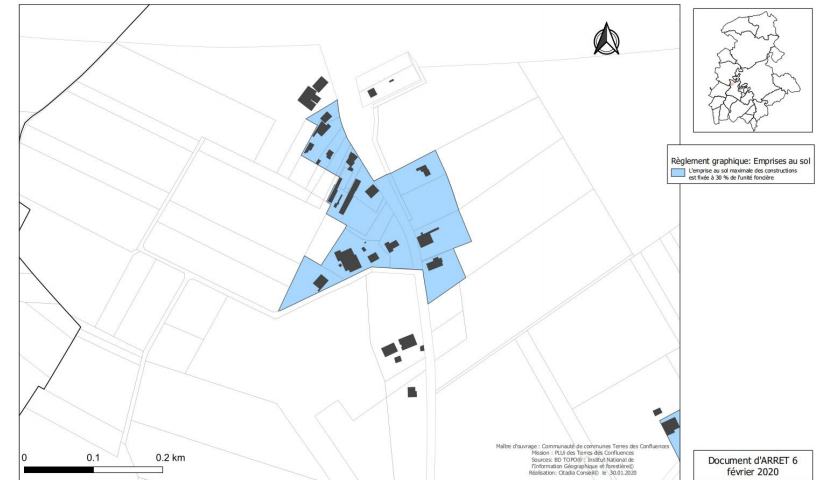 Règlement graphique: Emprises au sol
L'emprise au sol maximale des constructions
est fixée à 30 % de l'unité foncière
0 0.1 0.2 km
Maître d'ouvrage : Communauté de communes Terres des Confluences
Mission : PLUi des Terres des Confluences
Sources: BD TOPO® ; Institut National de
l'Information Géographique et forestière©
Réalisation: Citadia Conseil© le 30.01.2020
Document d'ARRET 6
février 2020